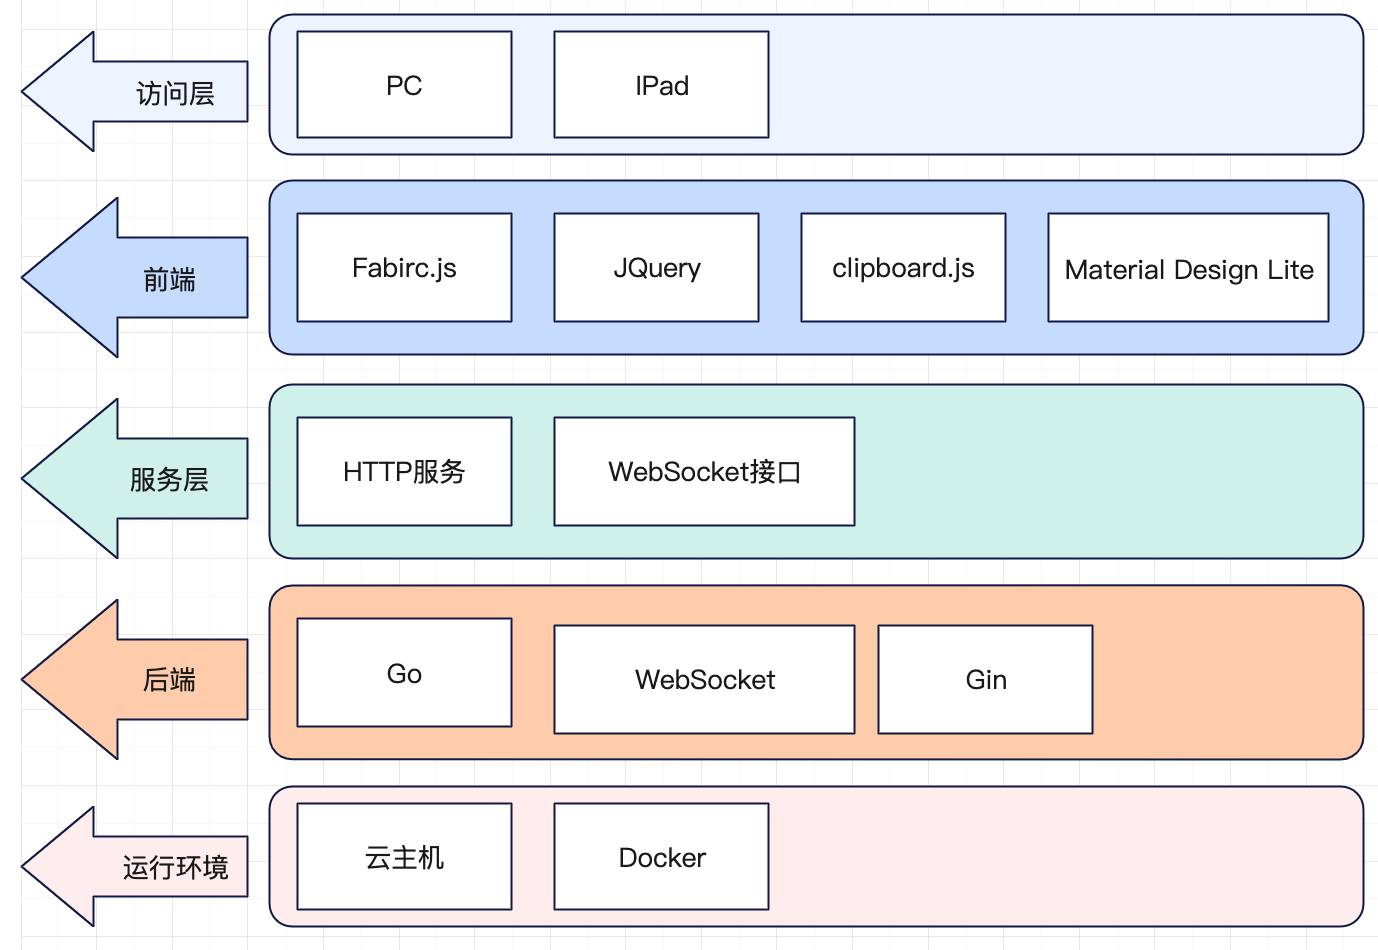 访问层
PC
IPad
前端
Fabirc.js
JQuery
clipboard.js
Material Design Lite
服务层
HTTP服务
WebSocket接口
后端
Go
WebSocket
Gin
运行环境
云主机
Docker